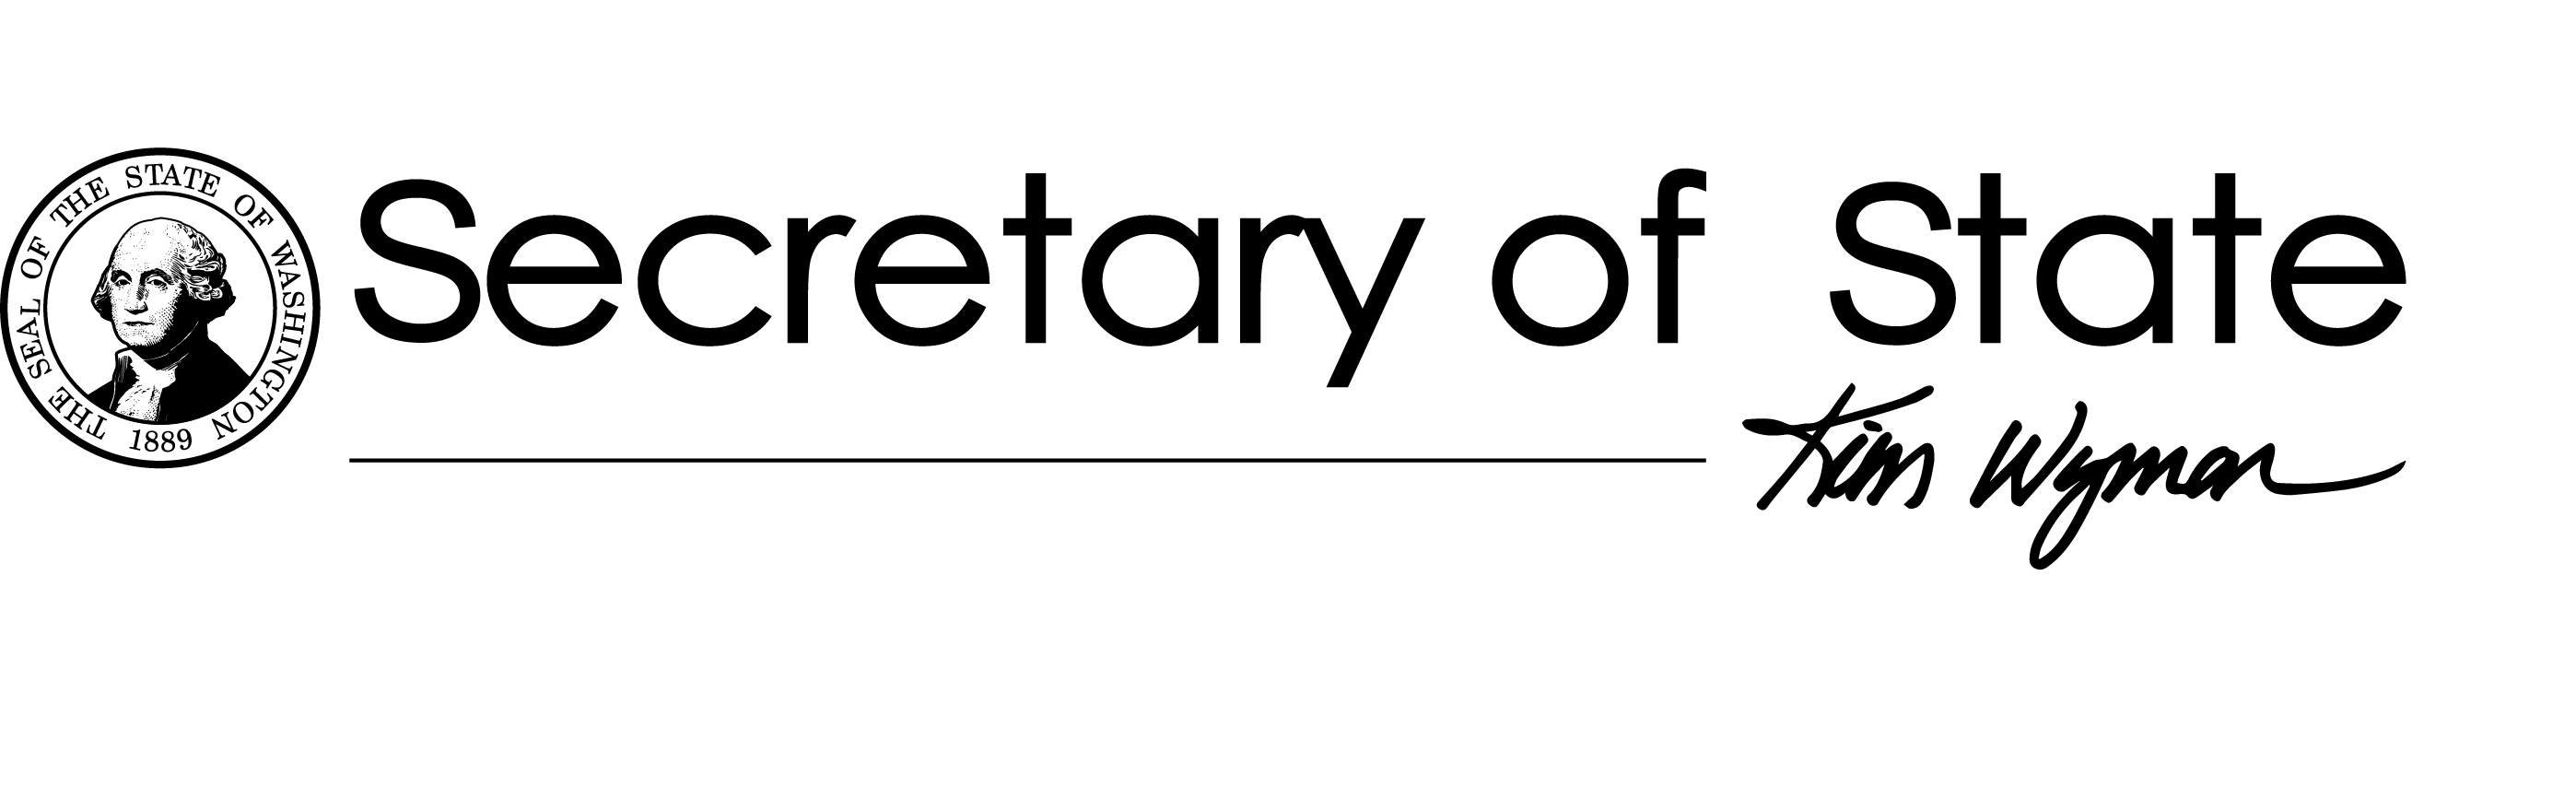 THE SEAL OF THE STATE OF WASHINGTON
1889
Secretary of State
Kim Wyman